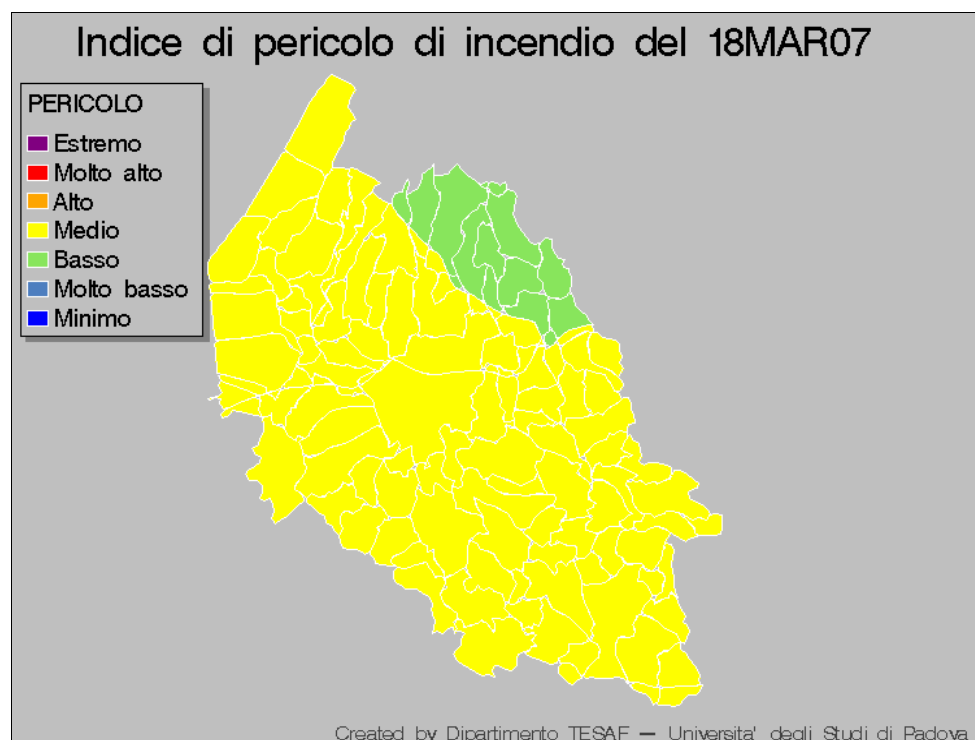 Indice di pericolo di incendio del 18MAR07
PERICOLO
Estremo
Molto alto
Alto
Medio
Basso
Molto basso
Minimo
Created by Dipartimento TESAF — Universita' degli Studi di Padova